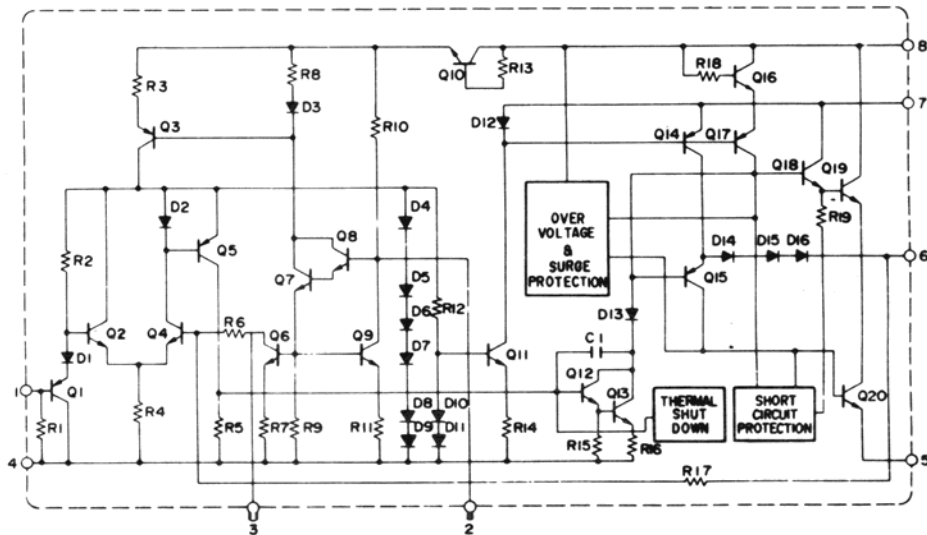 8
R3
R8
D3
Q10
R13
R18
Q16
7
Q3
R10
D12
Q14
Q17
Q18
Q19
D2
Q5
D4
Q8
Q7
OVER
VOLTAGE
&
SURGE
PROTECTION
R19
R2
D14
D15
D16
6
D5
Q15
D6
R12
D13
Q2
Q4
R6
Q6
Q9
D7
Q11
C1
D1
Q1
Q12
Q13
1
R1
R4
R5
R7
R9
R11
D8
D10
D9
D11
R14
R15
R16
THERMAL
SHUT
DOWN
SHORT
CIRCUIT
PROTECTION
Q20
4
5
R17
3
2